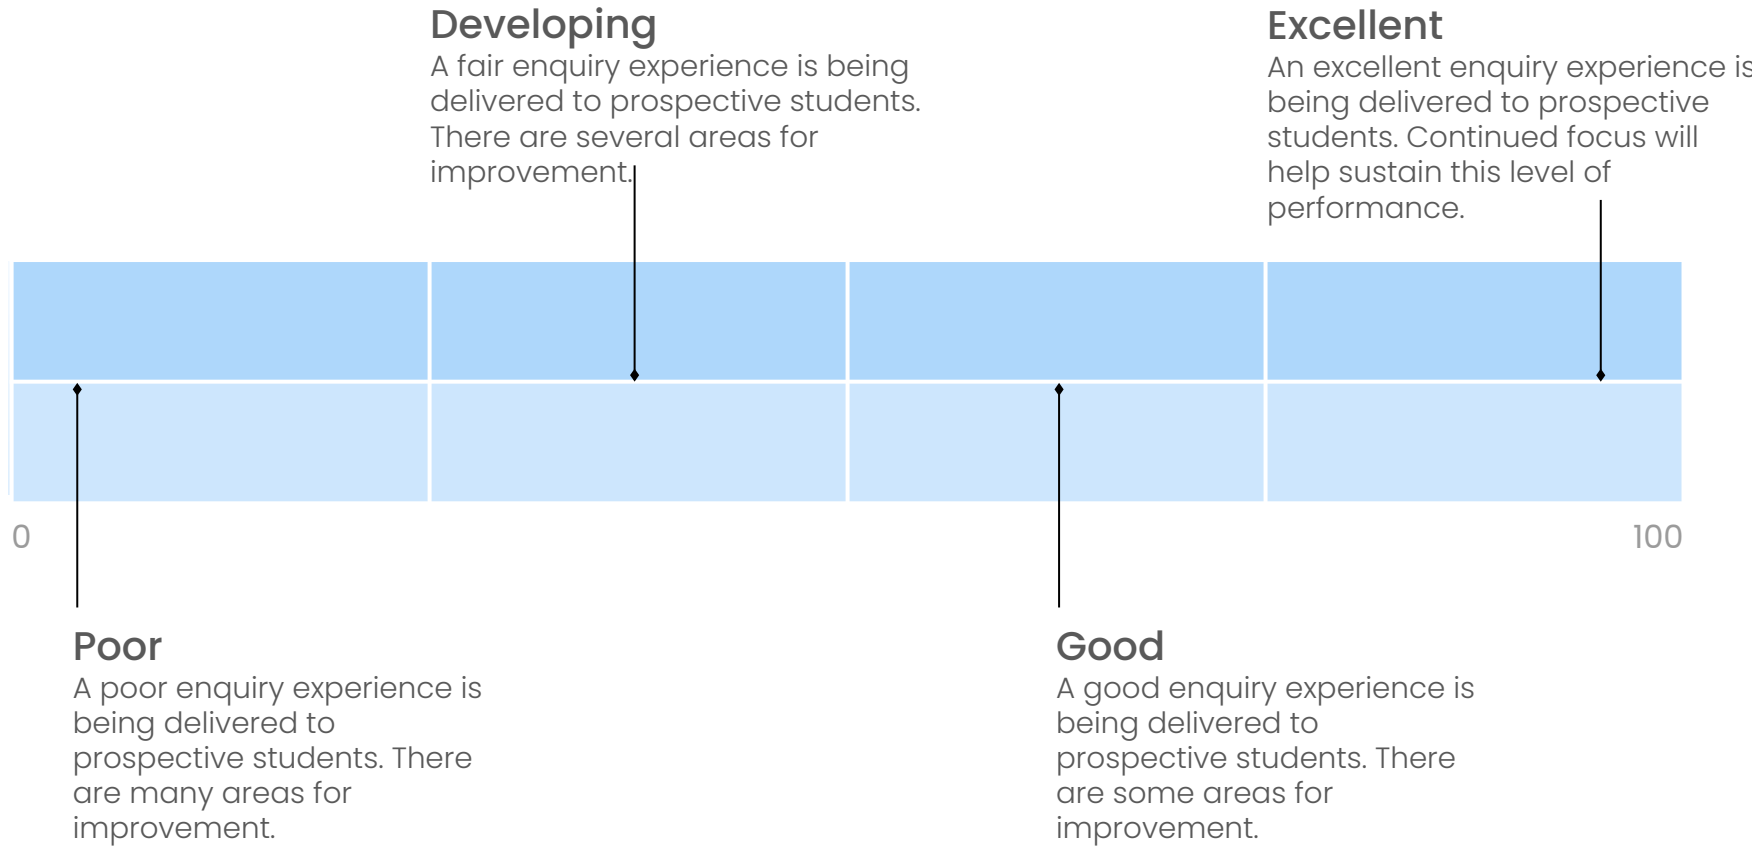 Developing
A fair enquiry experience is being
delivered to prospective students.
There are several areas for
improvement.
Excellent
An excellent enquiry experience is
being delivered to prospective
students. Continued focus will
help sustain this level of
performance.
0
100
Poor
A poor enquiry experience is
being delivered to
prospective students. There
are many areas for
improvement.
Good
A good enquiry experience is
being delivered to
prospective students. There
are some areas for
improvement.